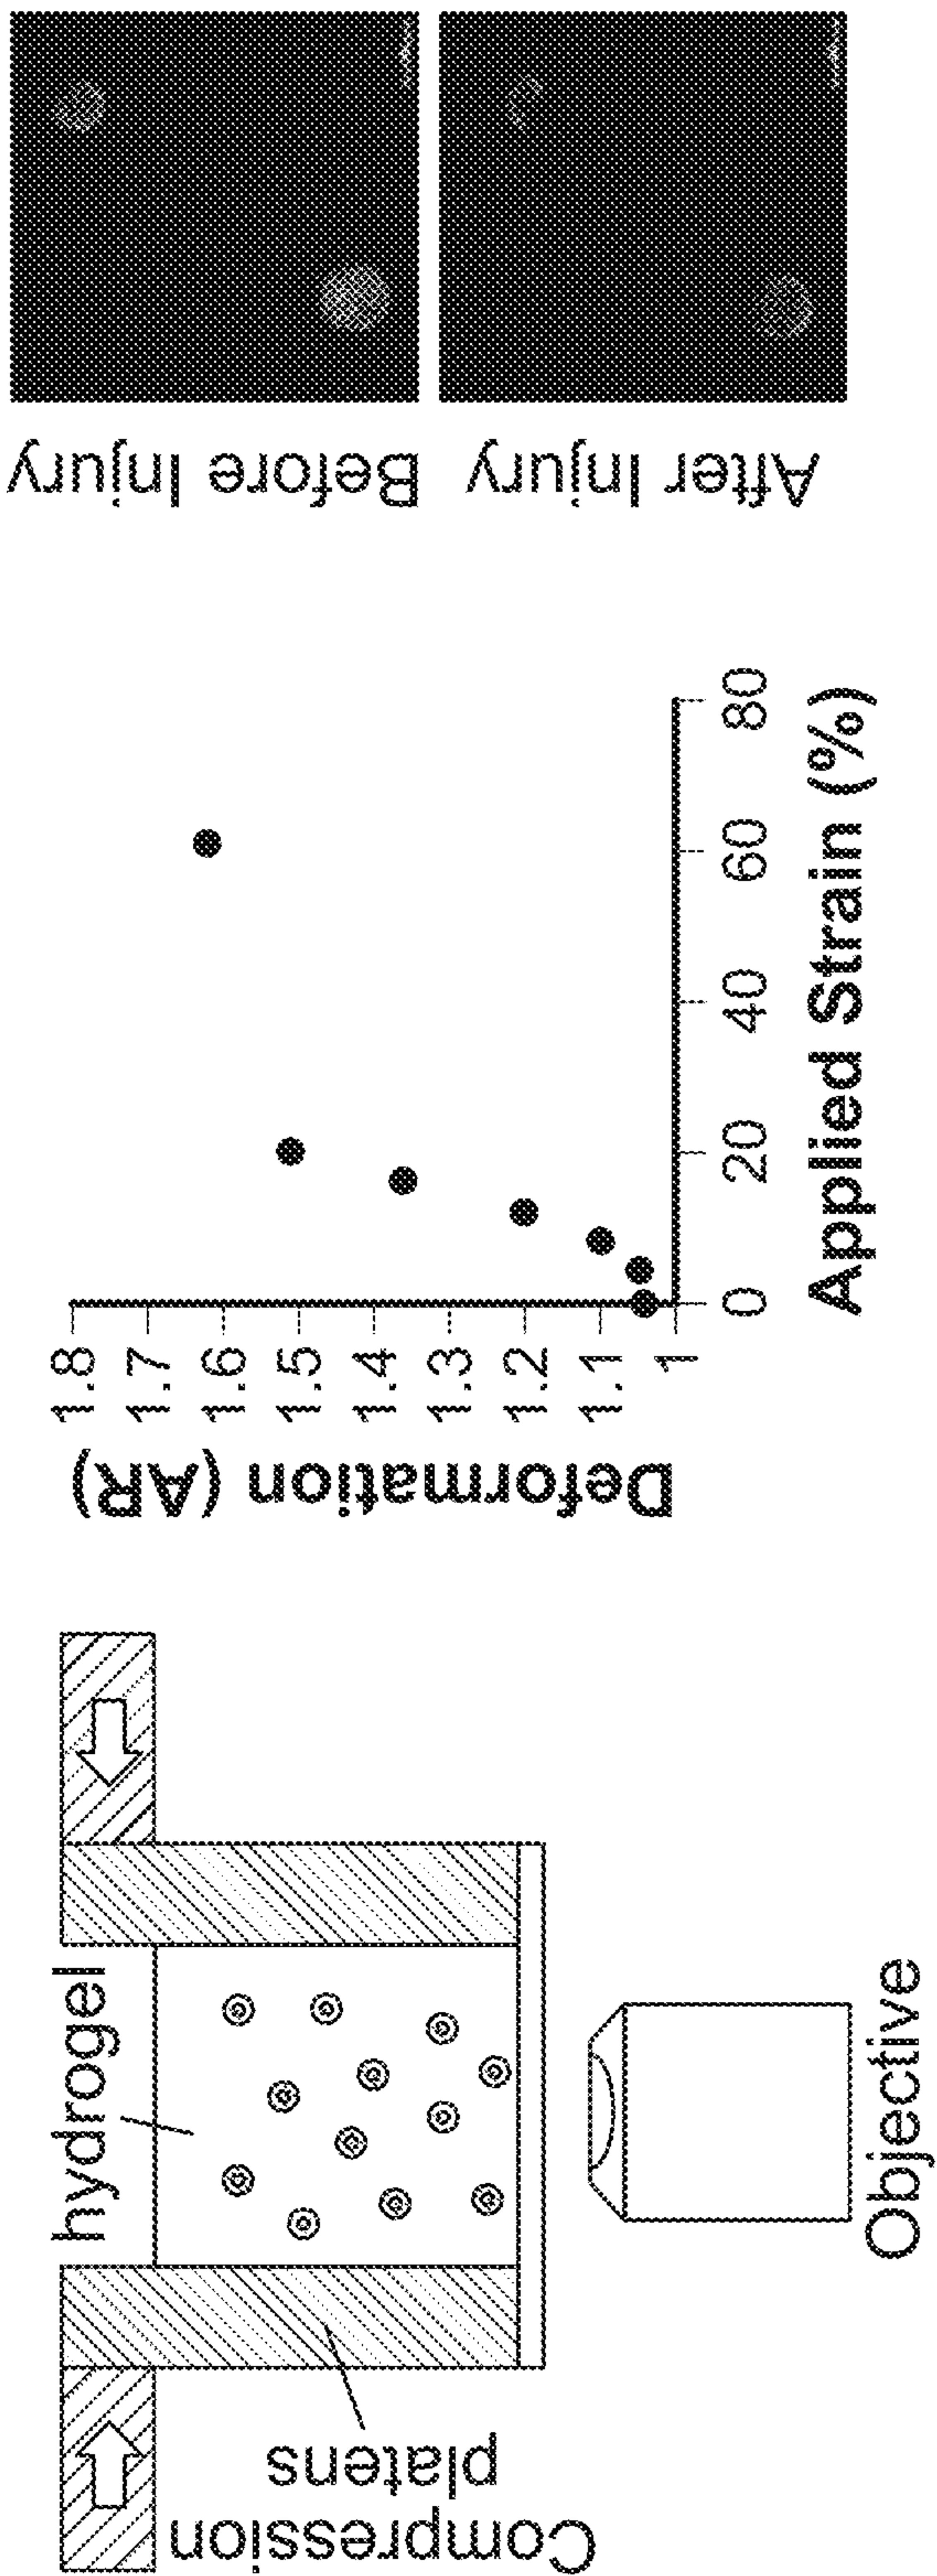 hydrogel
Compression
platens
Objective
Deformation (AR)
1.8
1.7
1.6
1.5
1.4
1.3
1.2
1.1
1
0 20 40 60 80
Applied Strain (%)
Before Injury
After Injury